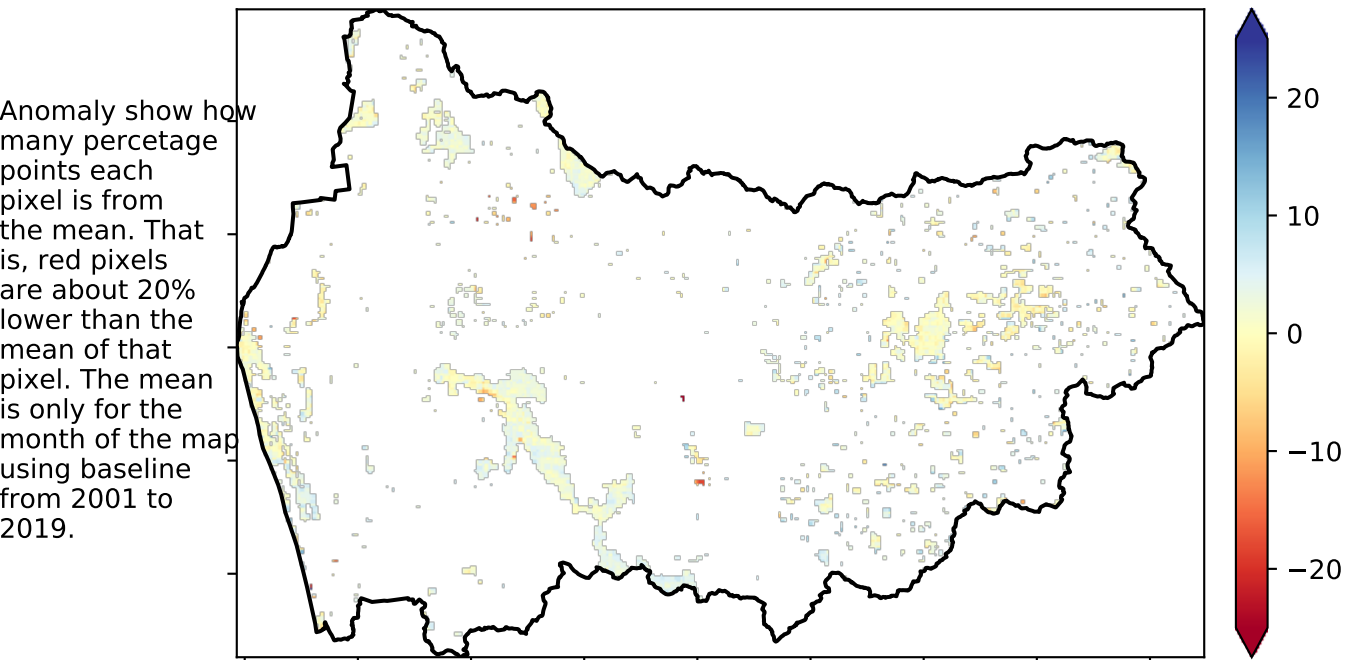 Anomaly show how
many percetage
points each
pixel is from
the mean. That
is, red pixels
are about 20%
lower than the
mean of that
pixel. The mean
is only for the
month of the map
using baseline
from 2001 to
2019.
20
10
0
−10
−20